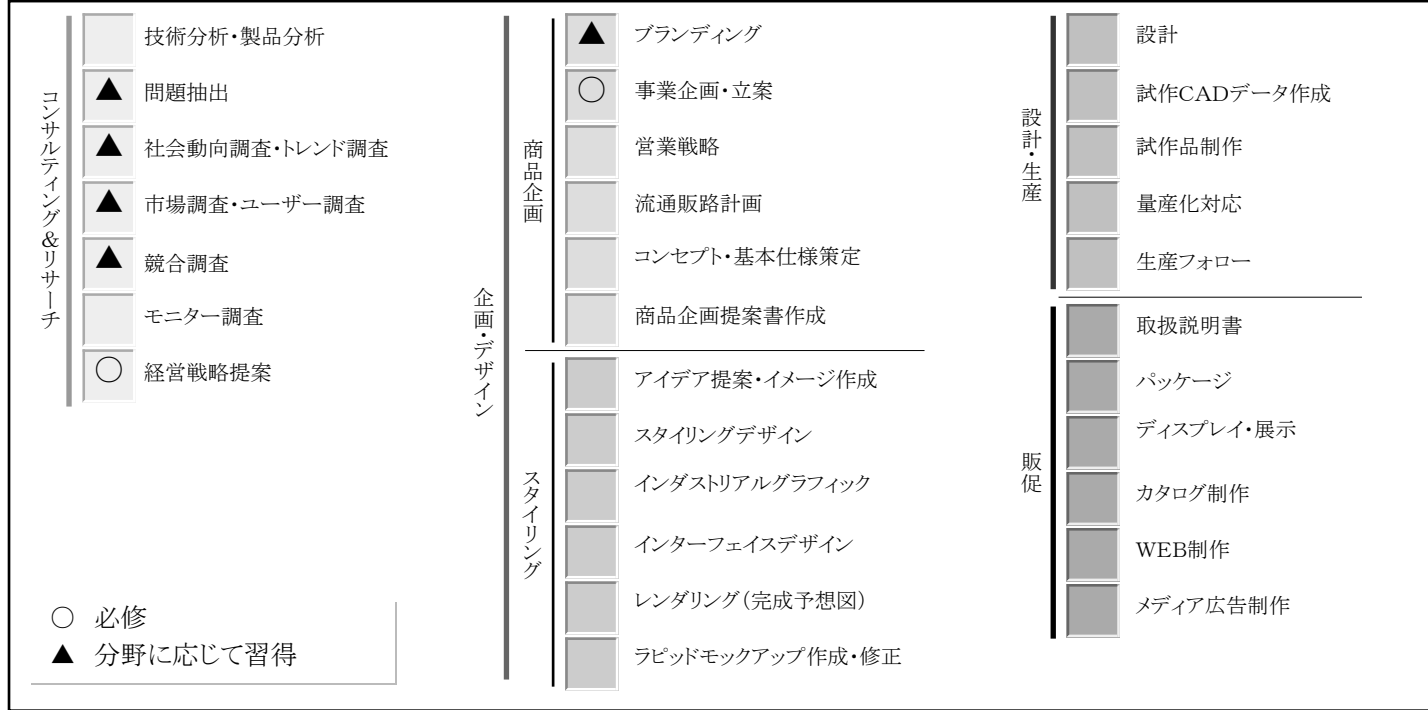 コンサルティング&リサーチ
技術分析・製品分析
▲ 問題抽出
▲ 社会動向調査・トレンド調査
▲ 市場調査・ユーザー調査
▲ 競合調査
モニター調査
○ 経営戦略提案
企画・デザイン
商品企画
▲ ブランディング
○ 事業企画・立案
営業戦略
流通販路計画
コンセプト・基本仕様策定
商品企画提案書作成
スタイリング
アイデア提案・イメージ作成
スタイリングデザイン
インダストリアルグラフィック
インターフェイスデザイン
レンダリング(完成予想図)
ラピッドモックアップ作成・修正
設計・生産
設計
試作CADデータ作成
試作品制作
量産化対応
生産フォロー
販促
取扱説明書
パッケージ
ディスプレイ・展示
カタログ制作
WEB制作
メディア広告制作
○ 必修
▲ 分野に応じて習得